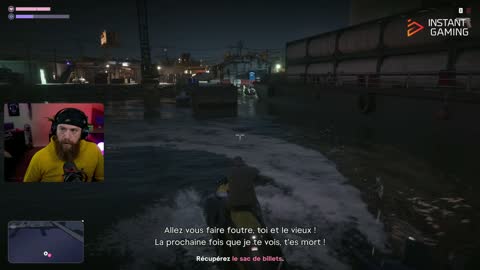 INSTANT
GAMING
Allez vous faire foutre, toi et le vieux !
La prochaine fois que je te vois, t'es mort !
Récupérez le sac de billets.